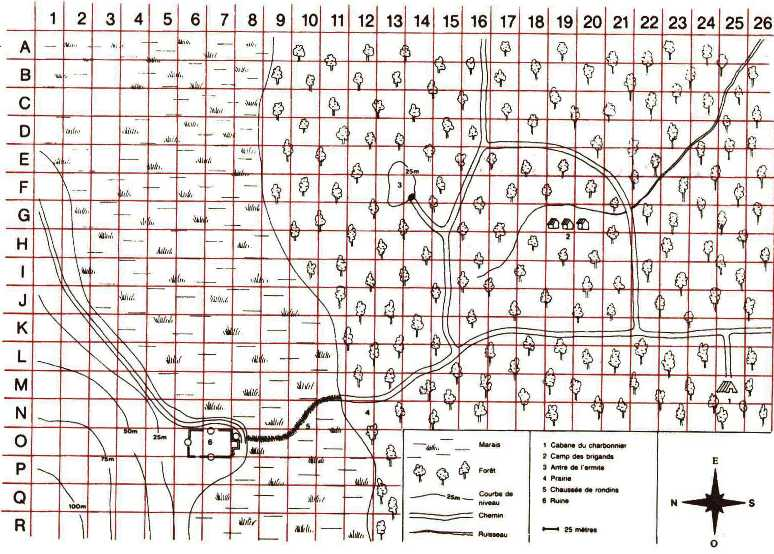 1 2 3 4 5 6 7 8 9 10 11 12 13 14 15 16 17 18 19 20 21 22 23 24 25 26
A
B
C
D
E
F
G
H
I
J
K
L
M
N
O
P
Q
R
25m
3
2
1
4
5
6
50m
25m
75m
100m
Marais
Forêt
25m
Courbe de
niveau
Chemin
Ruisseau
1 Cabane du charbonnier
2 Camp des brigands
3 Antre de l'ermite
4 Prairie
5 Chaussée de rondins
6 Ruine
25 mètres
E
N S
O